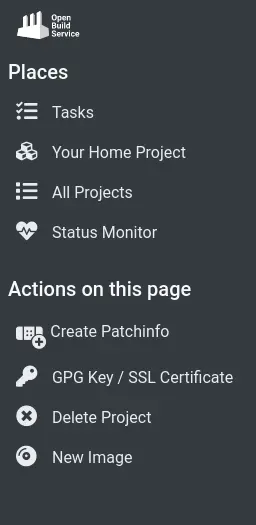 Open
Build
Service
Places
Tasks
Your Home Project
All Projects
Status Monitor
Actions on this page
Create Patchinfo
GPG Key / SSL Certificate
Delete Project
New Image